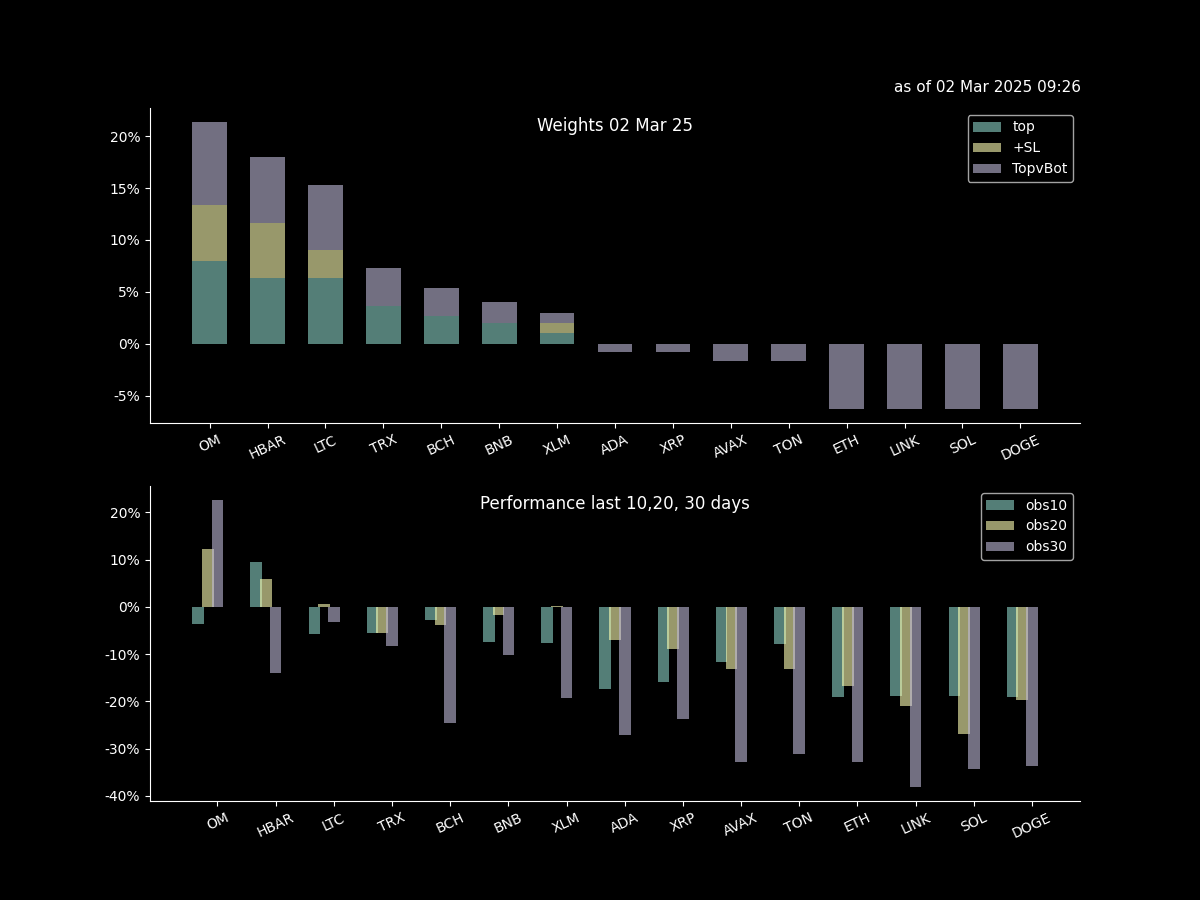 as of 02 Mar 2025 09:26
Weights 02 Mar 25
top
+SL
TopvBot
20%
15%
10%
5%
0%
-5%
OM HBAR LTC TRX BCH BNB XLM ADA XRP AVAX TON ETH LINK SOL DOGE
Performance last 10,20, 30 days
obs10
obs20
obs30
20%
10%
0%
-10%
-20%
-30%
-40%
OM HBAR LTC TRX BCH BNB XLM ADA XRP AVAX TON ETH LINK SOL DOGE